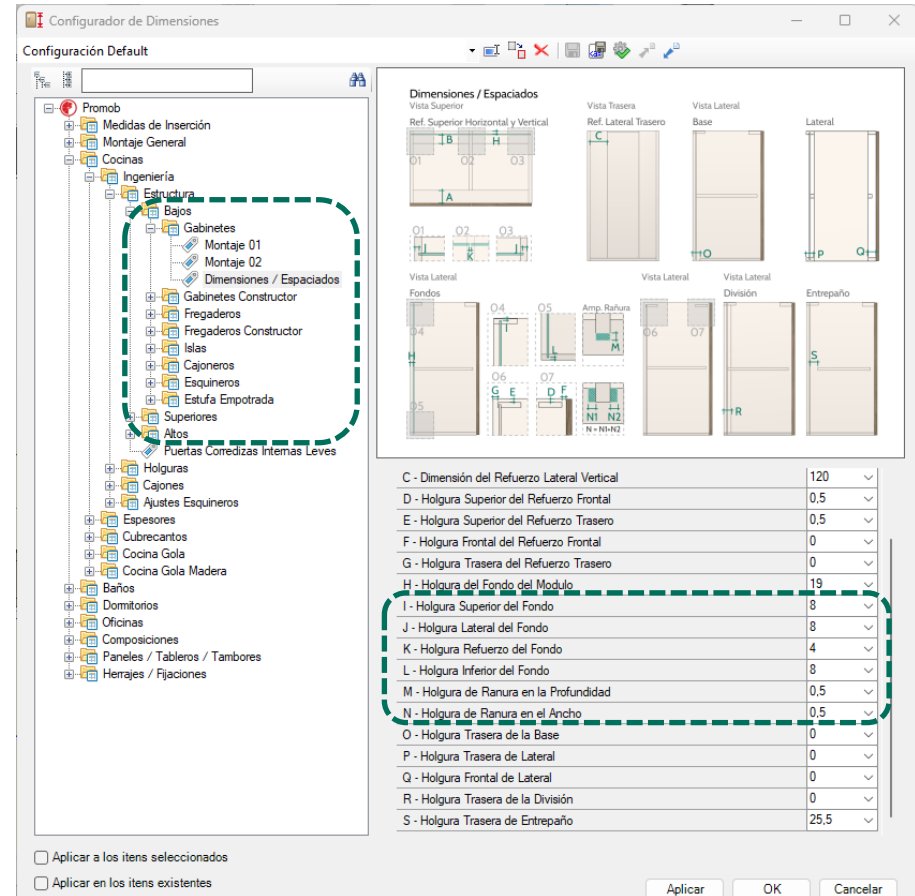 Configurador de Dimensiones
Configuración Default
Promob
Medidas de Inserción
Montaje General
Cocinas
Ingeniería
Estructura
Bajos
Gabinetes
Montaje 01
Montaje 02
Dimensiones / Espaciados
Gabinetes Constructor
Fregaderos
Fregaderos Constructor
Islas
Cajoneros
Esquineros
Estufa Empotrada
Superiores
Altos
Puertas Corredizas Internas Leves
Holguras
Cajones
Ajustes Esquineros
Espesores
Cubrecantos
Cocina Gola
Cocina Gola Madera
Baños
Dormitorios
Oficinas
Composiciones
Paneles / Tableros / Tambores
Herrajes / Fijaciones
Dimensiones / Espaciados
Vista Superior Vista Trasera Vista Lateral
Ref. Superior Horizontal y Vertical Ref. Lateral Trasero Base Lateral
B H C
O1 O2 O3
A
O1 O2 O3
J K J O P Q
Vista Lateral Vista Lateral Vista Lateral
Fondos División Entrepaño
O4 O5 Amp. Ranura
O4 I L M O6 O7
H S
O6 O7
G E D F
O5 N1 N2 R
N = N1+N2
C - Dimensión del Refuerzo Lateral Vertical 120
D - Holgura Superior del Refuerzo Frontal 0,5
E - Holgura Superior del Refuerzo Trasero 0,5
F - Holgura Frontal del Refuerzo Frontal 0
G - Holgura Trasera del Refuerzo Trasero 0
H - Holgura del Fondo del Modulo 19
I - Holgura Superior del Fondo 8
J - Holgura Lateral del Fondo 8
K - Holgura Refuerzo del Fondo 4
L - Holgura Inferior del Fondo 8
M - Holgura de Ranura en la Profundidad 0,5
N - Holgura de Ranura en el Ancho 0,5
O - Holgura Trasera de la Base 0
P - Holgura Trasera de Lateral 0
Q - Holgura Frontal de Lateral 0
R - Holgura Trasera de la División 0
S - Holgura Trasera de Entrepaño 25,5
Aplicar a los itens seleccionados
Aplicar en los itens existentes
Aplicar OK Cancelar